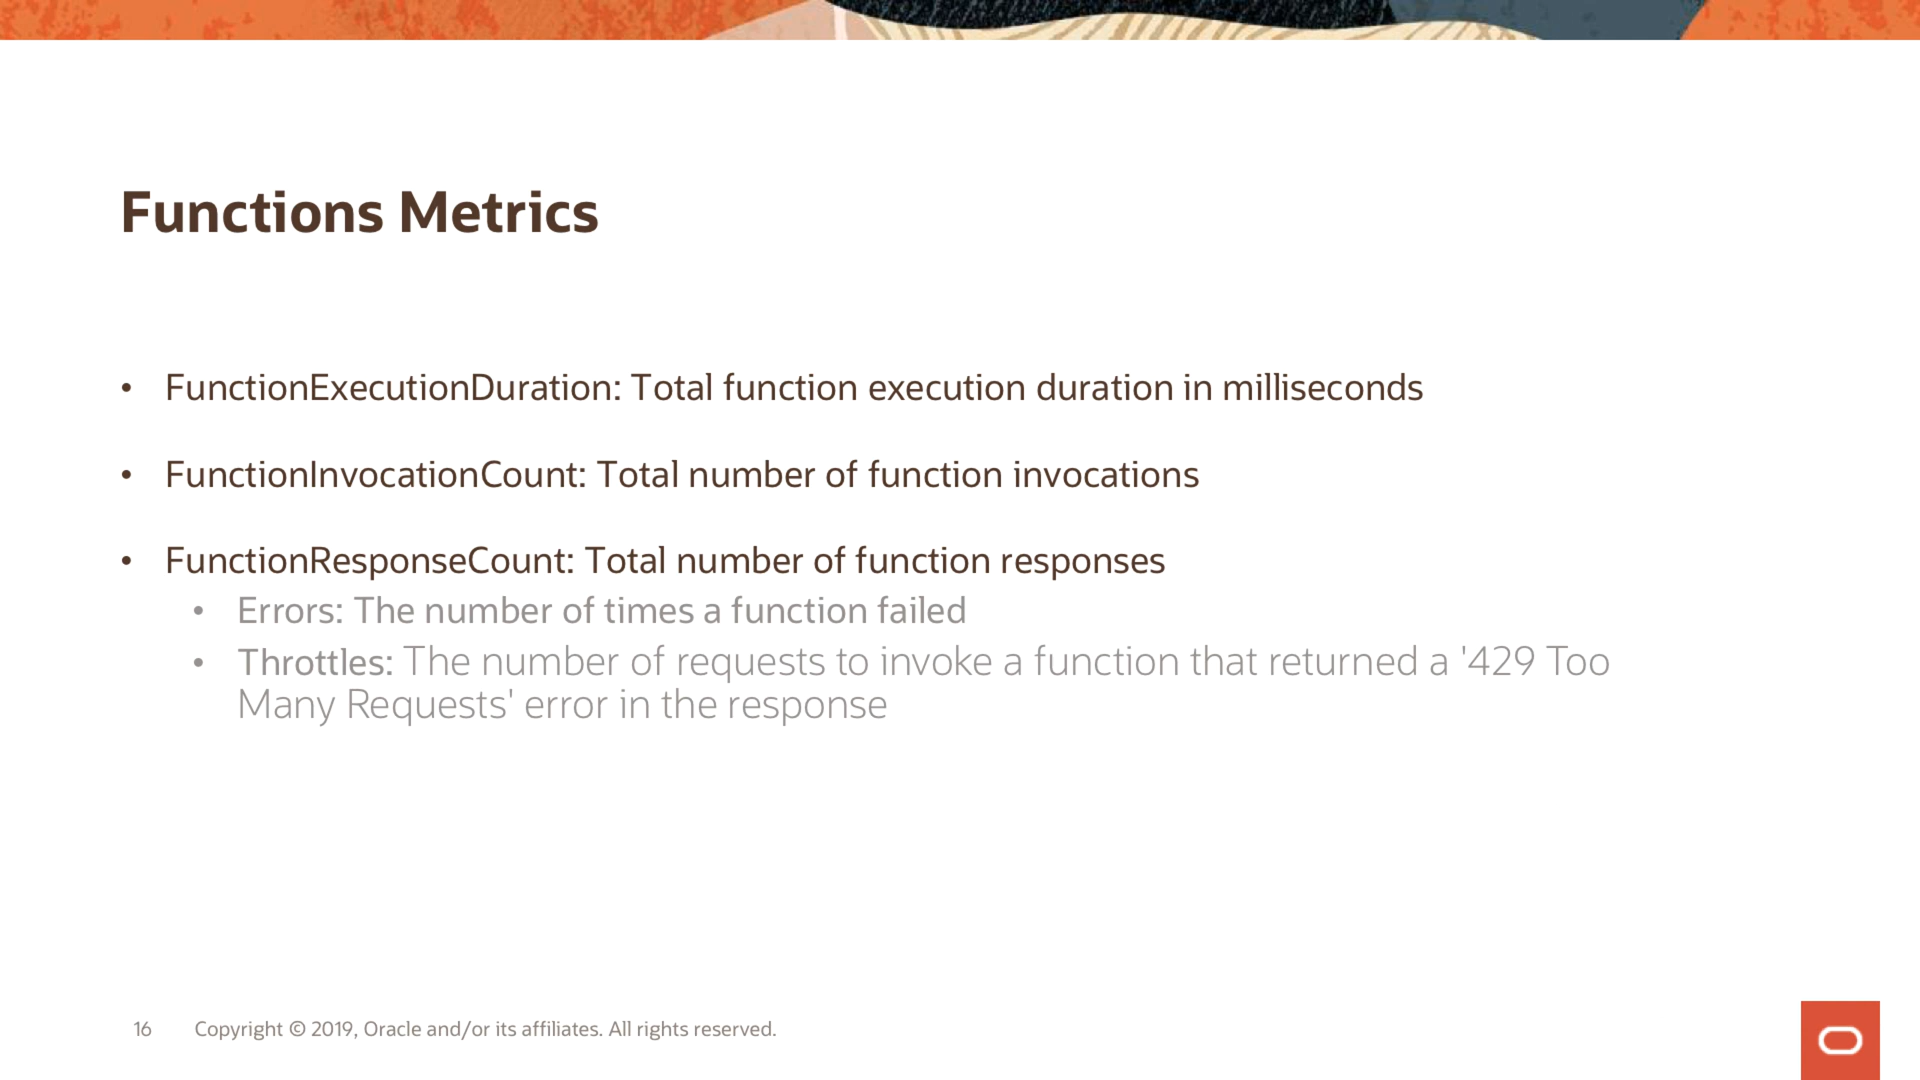 Functions Metrics
• FunctionExecutionDuration: Total function execution duration in milliseconds
• FunctionInvocationCount: Total number of function invocations
• FunctionResponseCount: Total number of function responses
• Errors: The number of times a function failed
• Throttles: The number of requests to invoke a function that returned a '429 Too
Many Requests' error in the response
16 Copyright © 2019, Oracle and/or its affiliates. All rights reserved.